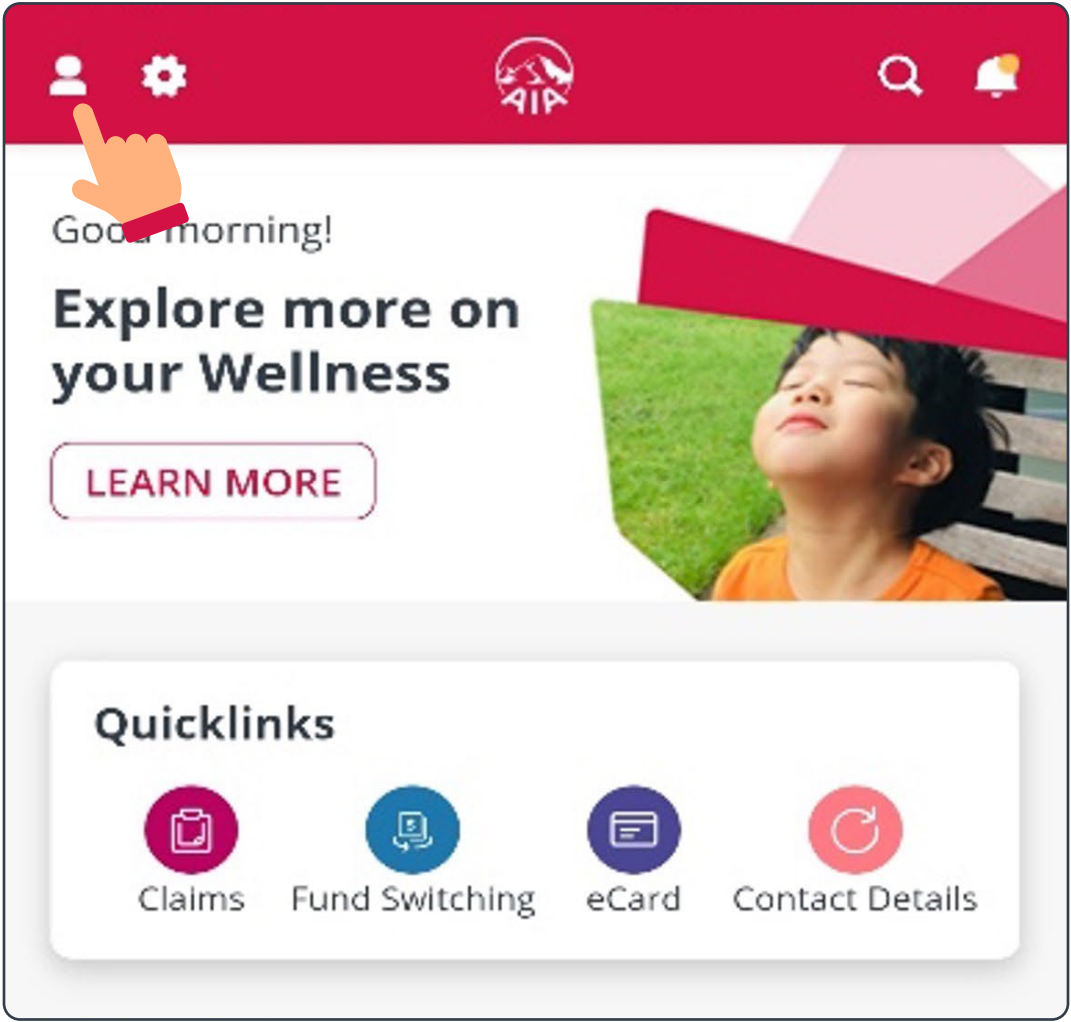 AIA
Good morning!
Explore more on
your Wellness
LEARN MORE
Quicklinks
Claims
Fund Switching
eCard
Contact Details